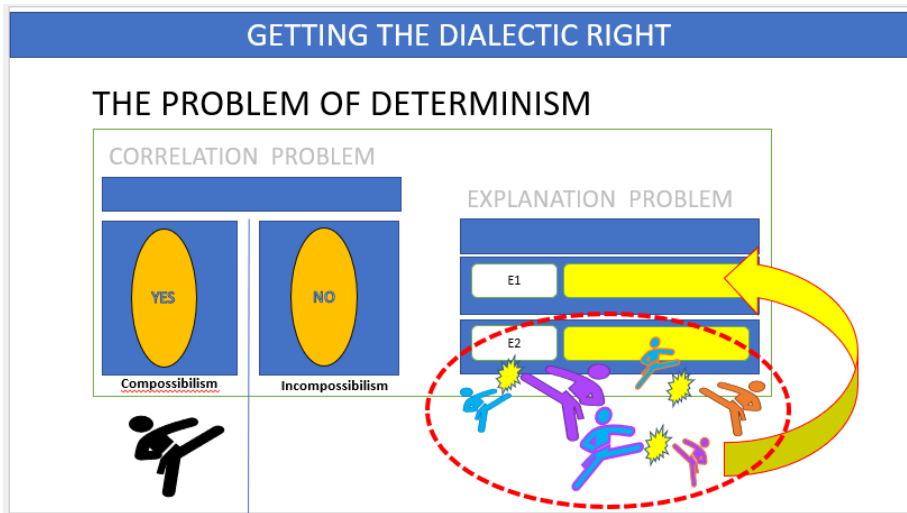 GETTING THE DIALECTIC RIGHT
THE PROBLEM OF DETERMINISM
CORRELATION PROBLEM
EXPLANATION PROBLEM
YES
NO
E1
E2
Compossibilism
Incompossibilism